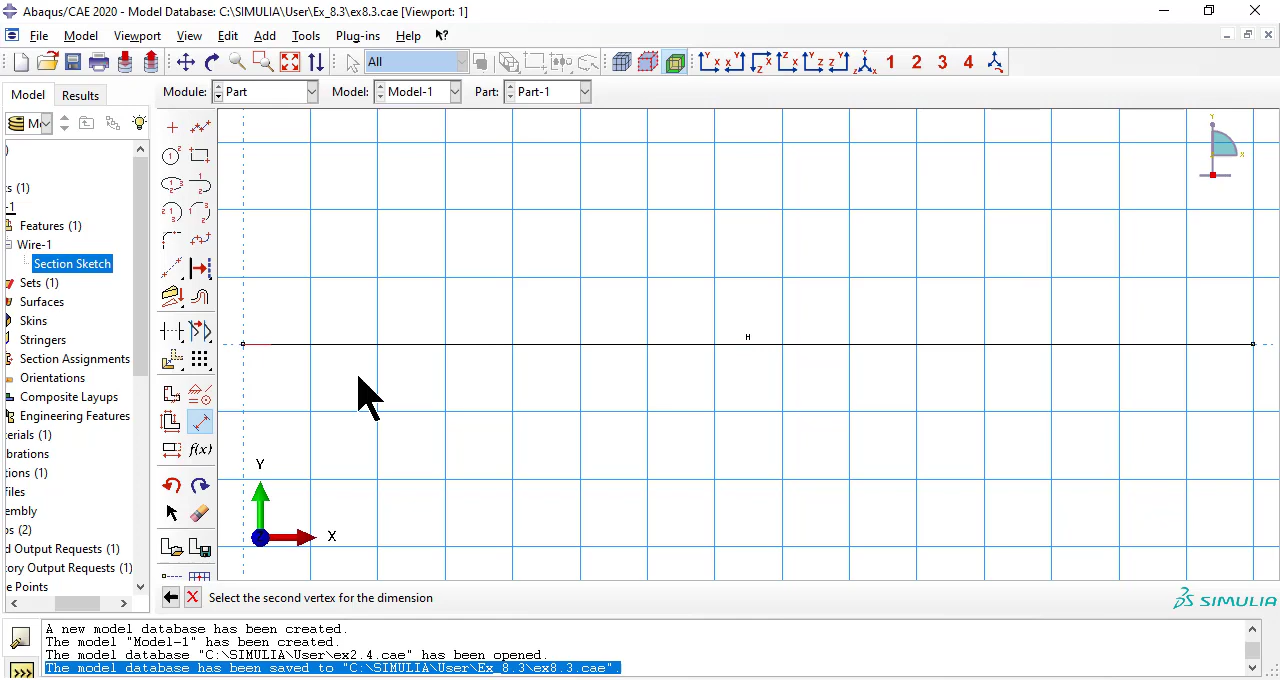 Abaqus/CAE 2020 - Model Database: C:\SIMULIA\User\Ex_8.3\ex8.3.cae [Viewport: 1]
File Model Viewport View Edit Add Tools Plug-ins Help
All
1 2 3 4
Model Results
Module: Part Model: Model-1 Part: Part-1
)
s (1)
-1
Features (1)
Wire-1
Section Sketch
Sets (1)
Surfaces
Skins
Stringers
Section Assignments
Orientations
Composite Layups
Engineering Features
erials (1)
brations
ions (1)
files
embly
os (2)
d Output Requests (1)
ory Output Requests (1)
e Points
f(x)
H
Y
X
Z
Y
X
Select the second vertex for the dimension
SIMULIA
A new model database has been created.
The model "Model-1" has been created.
The model database "C:\SIMULIA\User\ex2.4.cae" has been opened.
The model database has been saved to "C:\SIMULIA\User\Ex_8.3\ex8.3.cae".
>>>